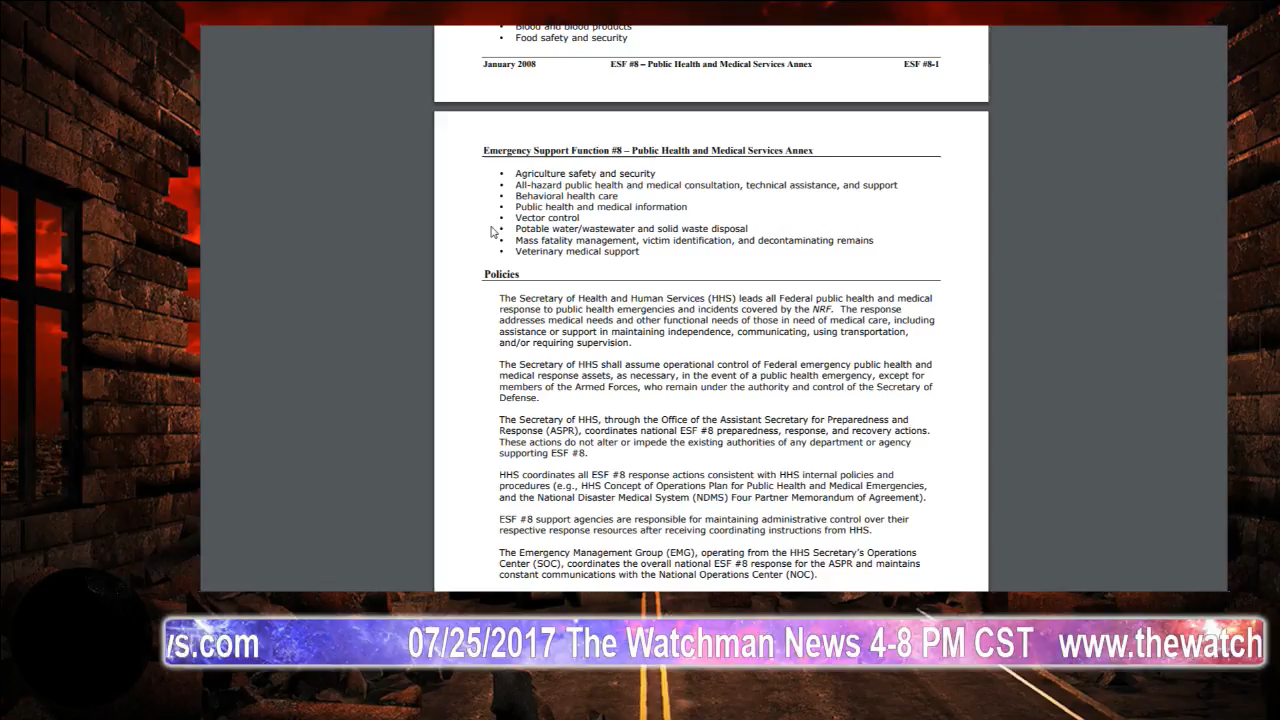 Blood and blood products
• Food safety and security
January 2008 ESF #8 – Public Health and Medical Services Annex ESF #8-1
Emergency Support Function #8 – Public Health and Medical Services Annex
• Agriculture safety and security
• All-hazard public health and medical consultation, technical assistance, and support
• Behavioral health care
• Public health and medical information
• Vector control
• Potable water/wastewater and solid waste disposal
• Mass fatality management, victim identification, and decontaminating remains
• Veterinary medical support
Policies
The Secretary of Health and Human Services (HHS) leads all Federal public health and medical
response to public health emergencies and incidents covered by the NRF. The response
addresses medical needs and other functional needs of those in need of medical care, including
assistance or support in maintaining independence, communicating, using transportation,
and/or requiring supervision.
The Secretary of HHS shall assume operational control of Federal emergency public health and
medical response assets, as necessary, in the event of a public health emergency, except for
members of the Armed Forces, who remain under the authority and control of the Secretary of
Defense.
The Secretary of HHS, through the Office of the Assistant Secretary for Preparedness and
Response (ASPR), coordinates national ESF #8 preparedness, response, and recovery actions.
These actions do not alter or impede the existing authorities of any department or agency
supporting ESF #8.
HHS coordinates all ESF #8 response actions consistent with HHS internal policies and
procedures (e.g., HHS Concept of Operations Plan for Public Health and Medical Emergencies,
and the National Disaster Medical System (NDMS) Four Partner Memorandum of Agreement).
ESF #8 support agencies are responsible for maintaining administrative control over their
respective response resources after receiving coordinating instructions from HHS.
The Emergency Management Group (EMG), operating from the HHS Secretary's Operations
Center (SOC), coordinates the overall national ESF #8 response for the ASPR and maintains
constant communications with the National Operations Center (NOC).
vs.com 07/25/2017 The Watchman News 4-8 PM CST www.thewatch